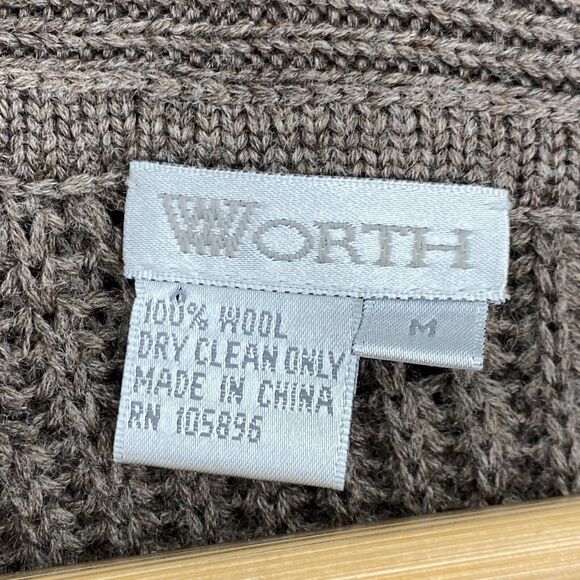 WORTH
M
100% WOOL
DRY CLEAN ONLY
MADE IN CHINA
RN 105896